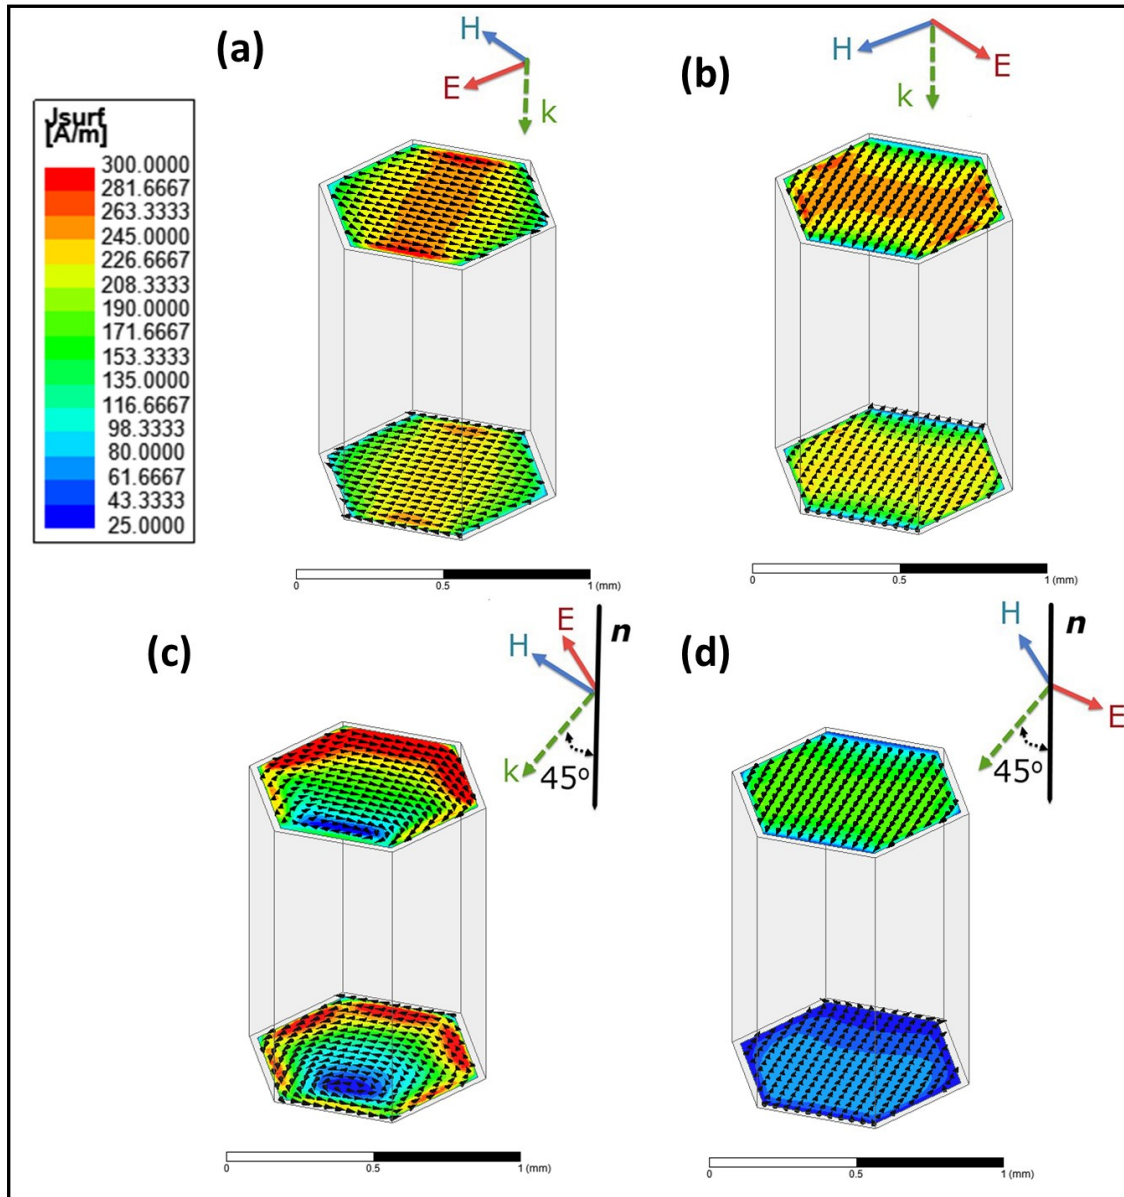 (a)
H
E
k
(b)
H
E
k
Jsurf
[A/m]
300.0000
281.6667
263.3333
245.0000
226.6667
208.3333
190.0000
171.6667
153.3333
135.0000
116.6667
98.3333
80.0000
61.6667
43.3333
25.0000
0 0.5 1 (mm)
0 0.5 1 (mm)
(c)
E
H
n
k
45°
(d)
H
n
E
k
45°
0 0.5 1 (mm)
0 0.5 1 (mm)